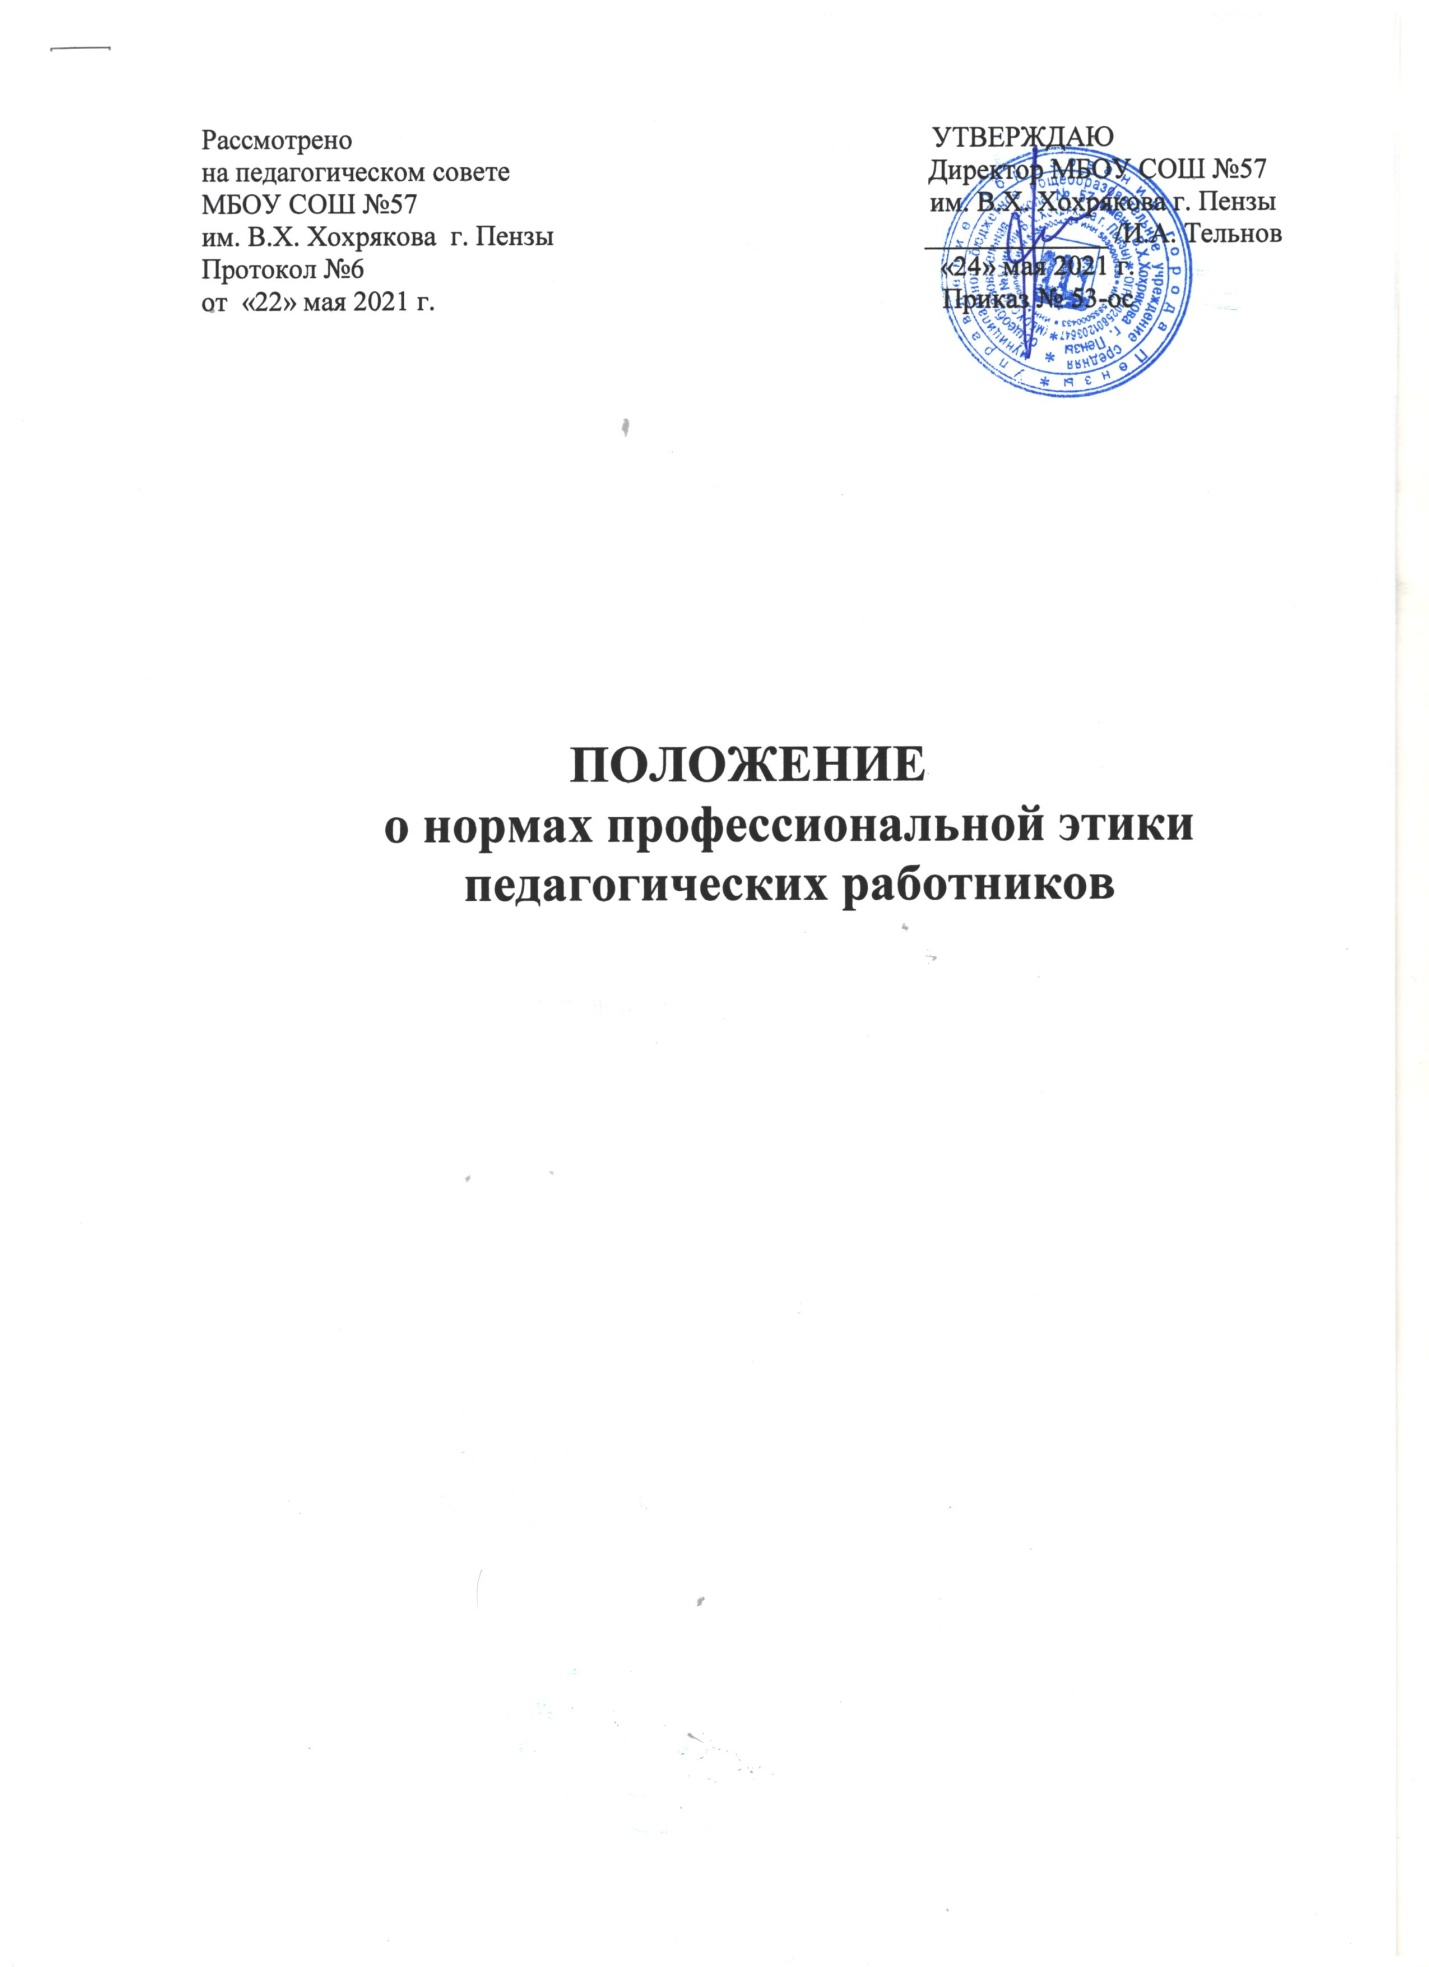 Рассмотрено
на педагогическом совете
МБОУ СОШ №57
им. В.Х. Хохрякова г. Пензы
Протокол №6
от «22» мая 2021 г.
УТВЕРЖДАЮ
Директор МБОУ СОШ №57
им. В.Х. Хохрякова г. Пензы
/И.А. Тельнов
«24» мая 2021 г.
Приказ № 53-ос
города Пензы
ПОЛОЖЕНИЕ
о нормах профессиональной этики
педагогических работников